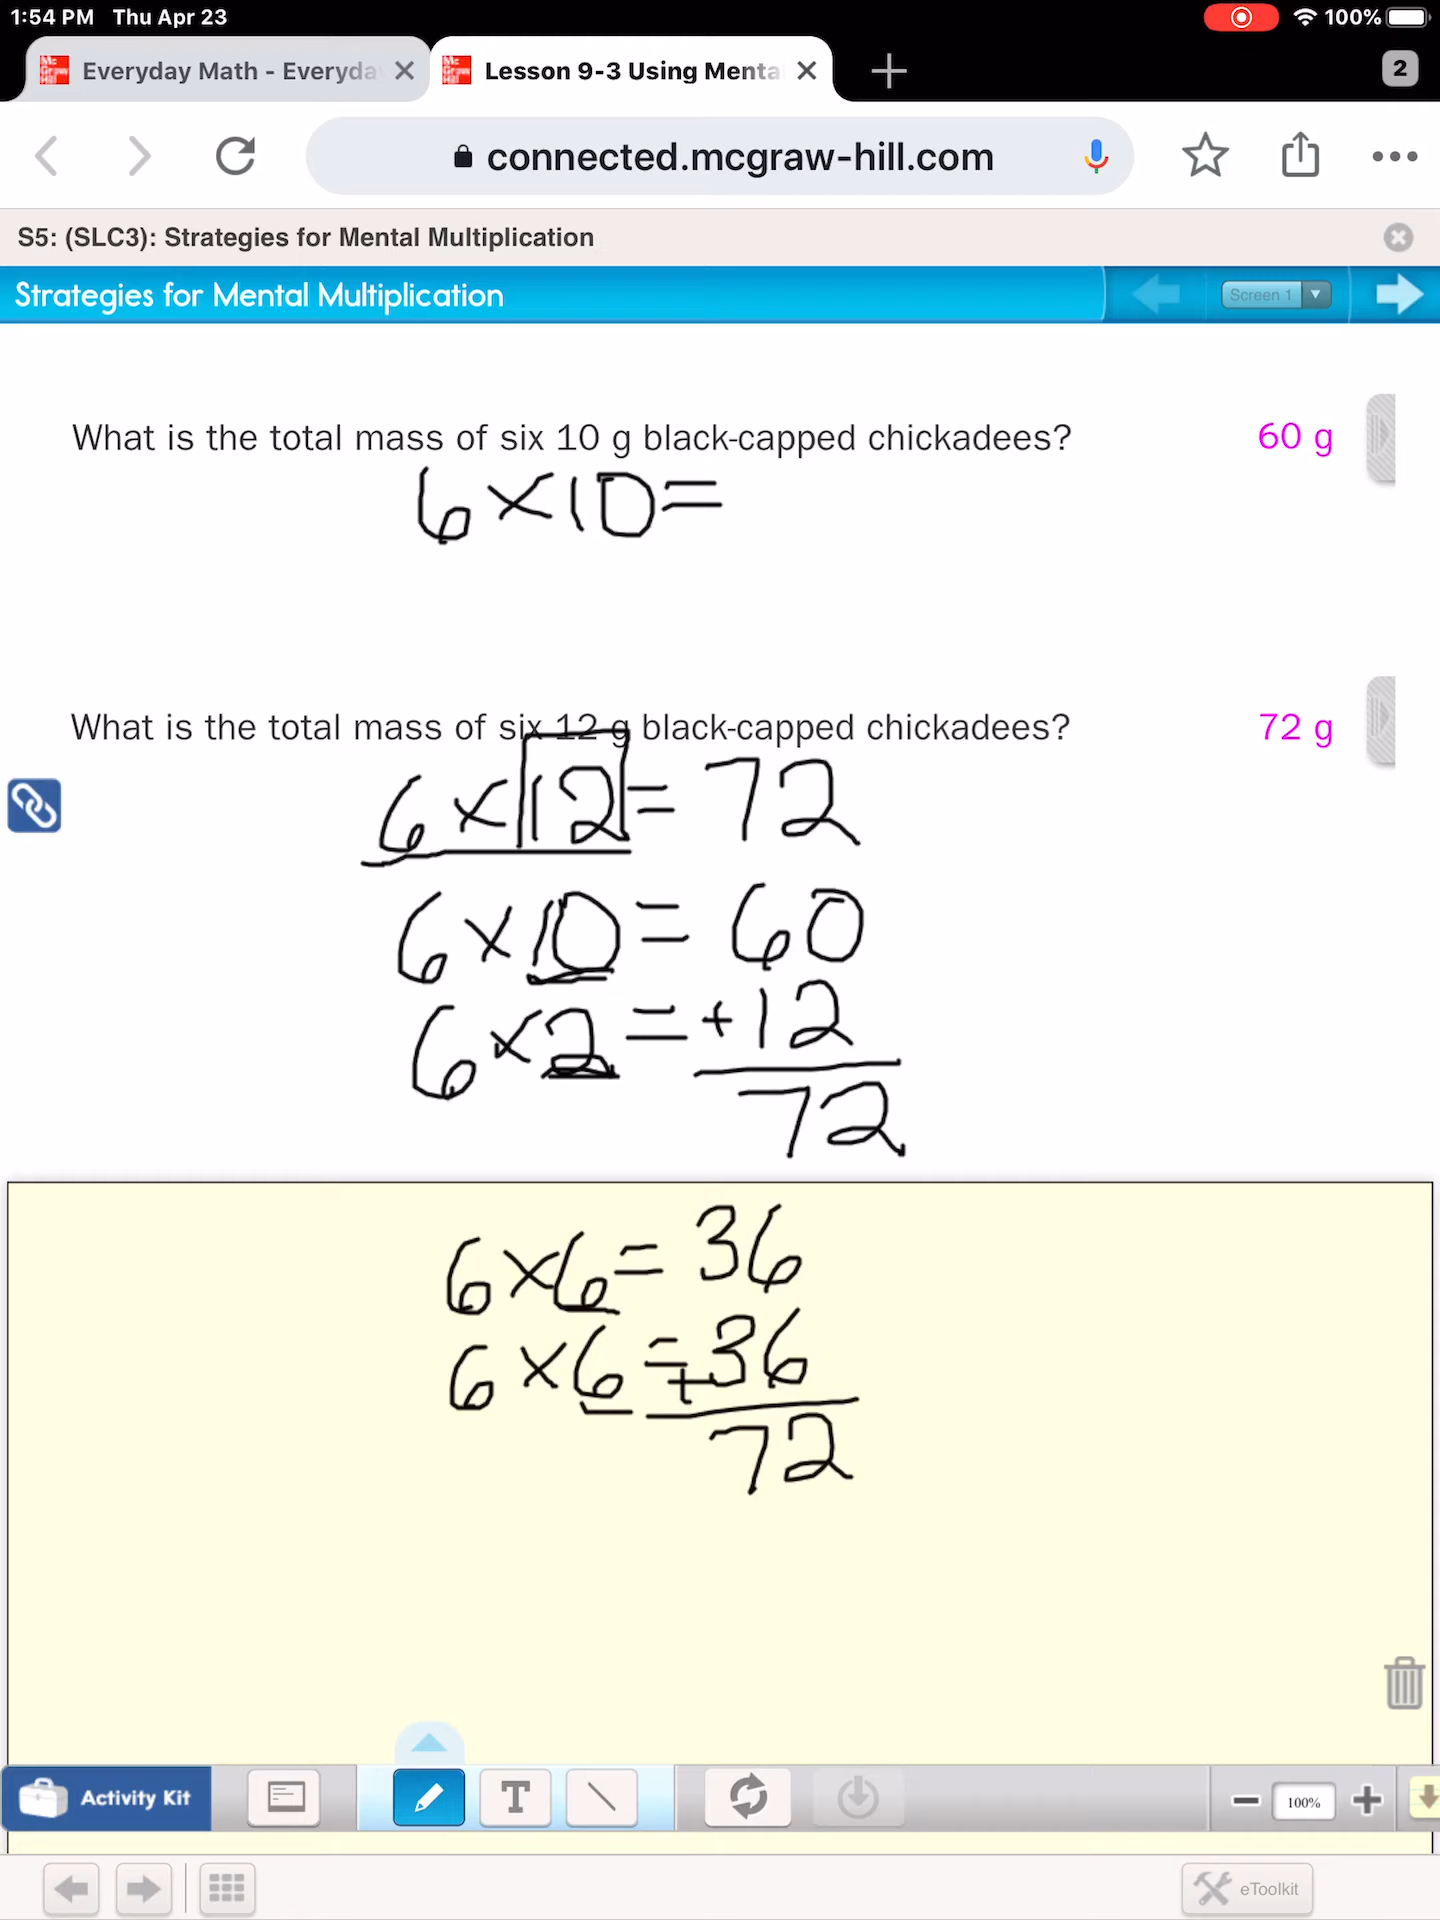 1:54 PM Thu Apr 23 100%
Everyday Math - Everyda Lesson 9-3 Using Menta 2
connected.mcgraw-hill.com
S5: (SLC3): Strategies for Mental Multiplication
Strategies for Mental Multiplication Screen 1
What is the total mass of six 10 g black-capped chickadees? 60 g
6×10=
What is the total mass of six 12 g black-capped chickadees? 72 g
6×12=72
6×10=60
6×2=+12
72
6×6=36
6×6=+36
72
Activity Kit T 100%
eToolkit